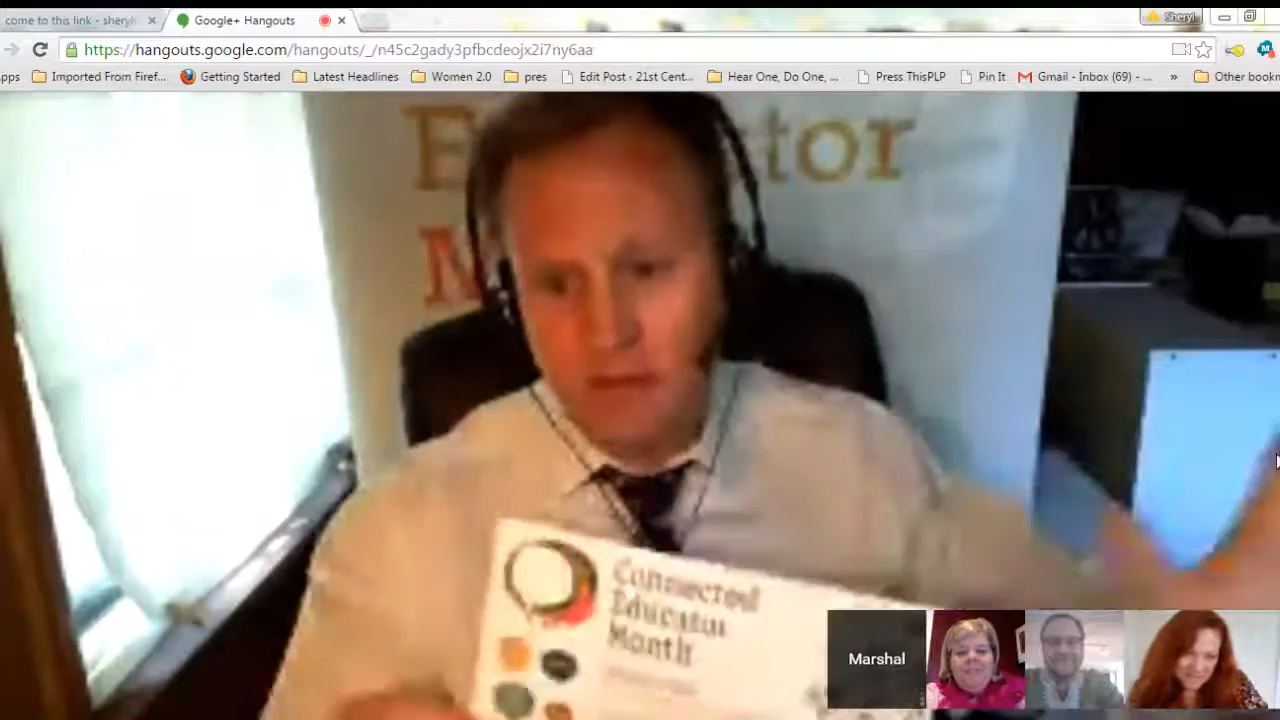 come to this link - sheryl
Google+ Hangouts
Sheryl
https://hangouts.google.com/hangouts/_/n45c2gady3pfbcdeojx2i7ny6aa
pps
Imported From Firef...
Getting Started
Latest Headlines
Women 2.0
pres
Edit Post ‹ 21st Cent...
Hear One, Do One, ...
Press ThisPLP
Pin It
Gmail - Inbox (69) - ...
»
Other bookm
E
tor
M
Connected
Educator
Month
Marshal